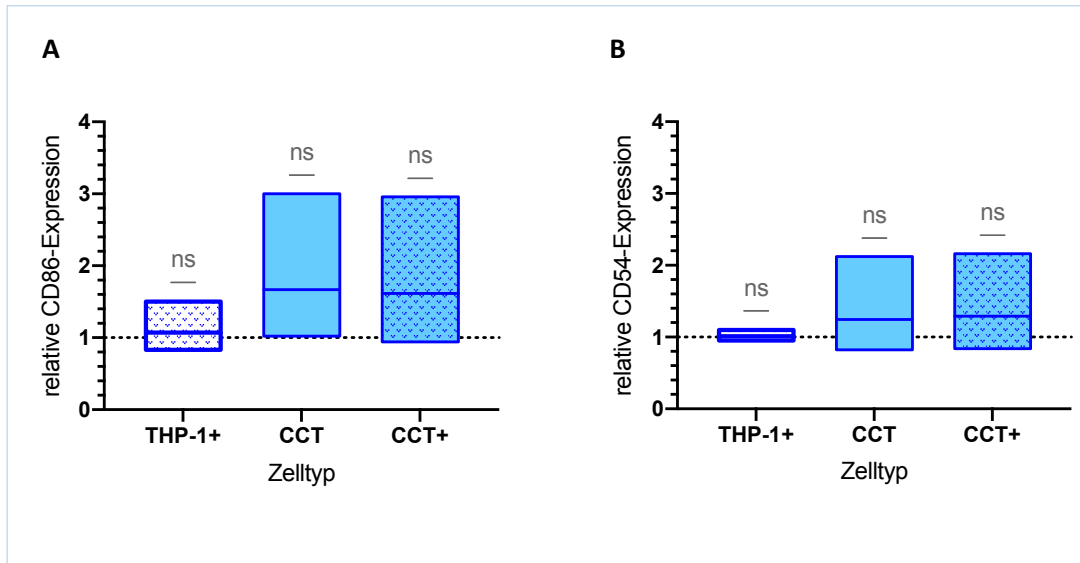 A
relative CD86-Expression
4
3
2
1
0
ns
ns
ns
THP-1+ CCT CCT+
Zelltyp
B
relative CD54-Expression
4
3
2
1
0
ns
ns
ns
THP-1+ CCT CCT+
Zelltyp